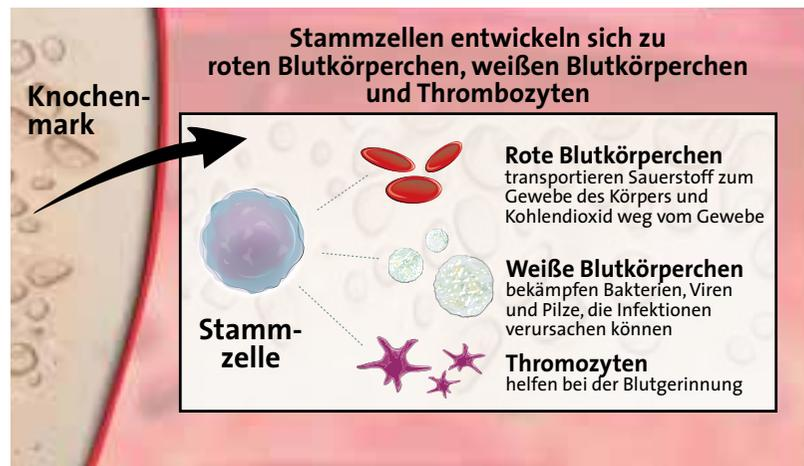 Stammzellen entwickeln sich zu
roten Blutkörperchen, weißen Blutkörperchen
und Thrombozyten
Knochen-
mark
Rote Blutkörperchen
transportieren Sauerstoff zum
Gewebe des Körpers und
Kohlendioxid weg vom Gewebe
Weiße Blutkörperchen
bekämpfen Bakterien, Viren
und Pilze, die Infektionen
verursachen können
Stamm-
zelle
Thromozyten
helfen bei der Blutgerinnung